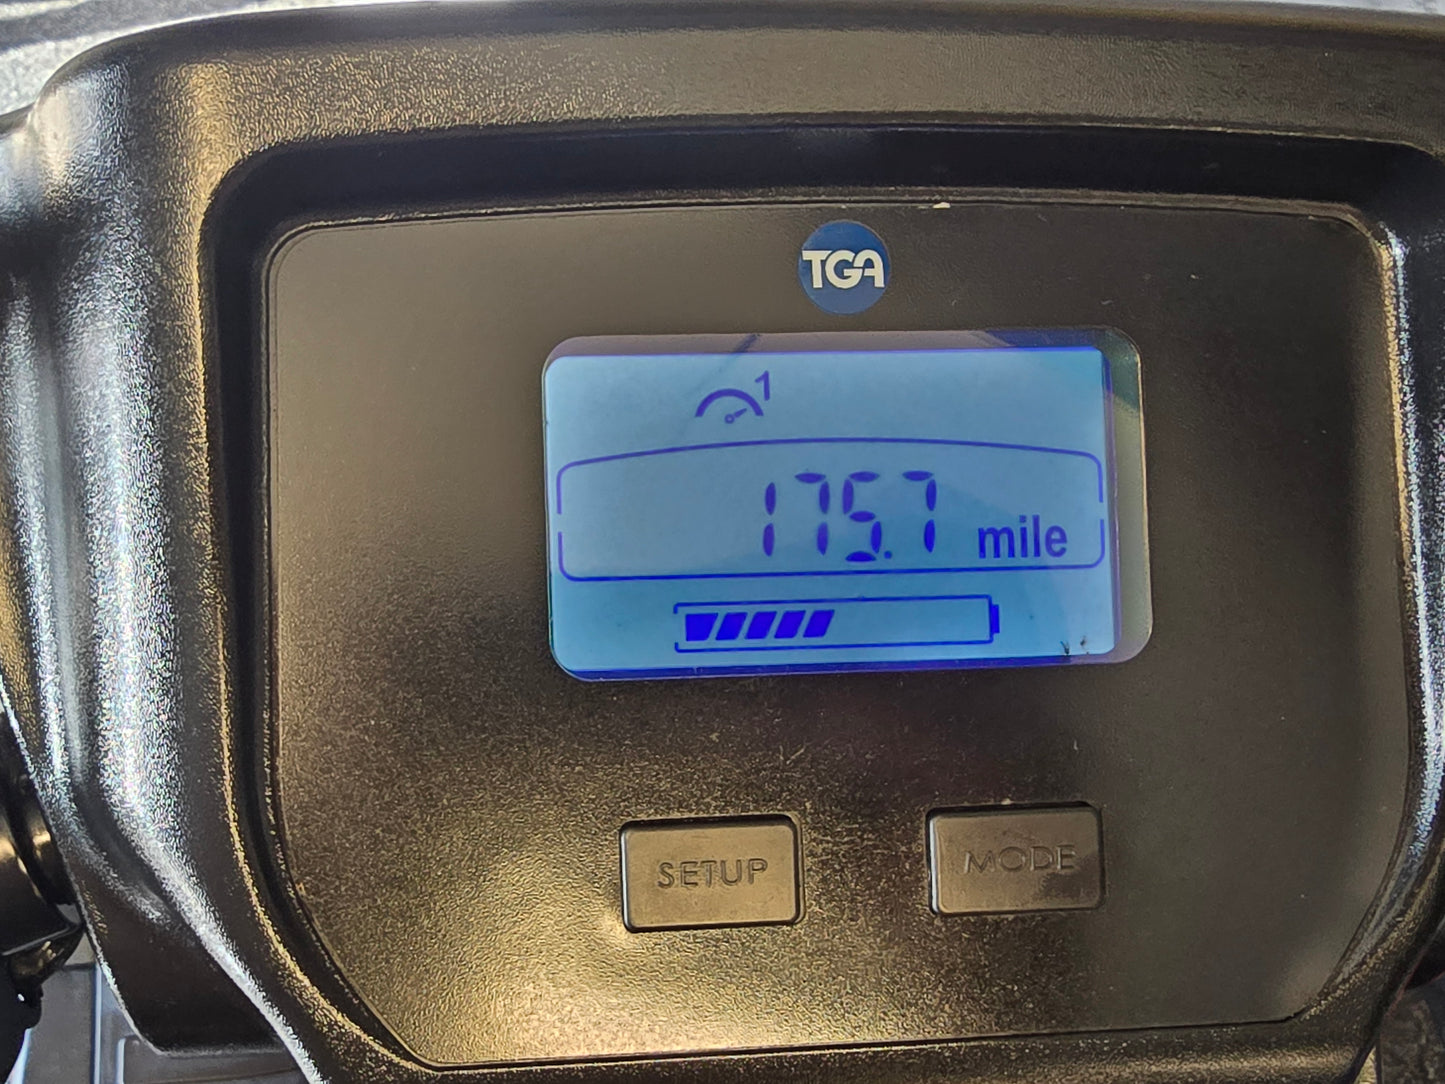 TGA
1
175.7 mile
SETUP MODE